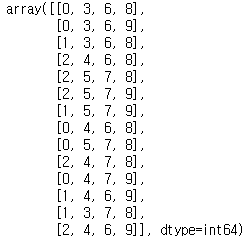 array([[0, 3, 6, 8],
       [0, 3, 6, 9],
       [1, 3, 6, 8],
       [2, 4, 6, 8],
       [2, 5, 7, 8],
       [2, 5, 7, 9],
       [1, 5, 7, 9],
       [0, 4, 6, 8],
       [0, 5, 7, 8],
       [2, 4, 7, 8],
       [0, 4, 7, 9],
       [1, 4, 6, 9],
       [1, 3, 7, 8],
       [2, 4, 6, 9]], dtype=int64)